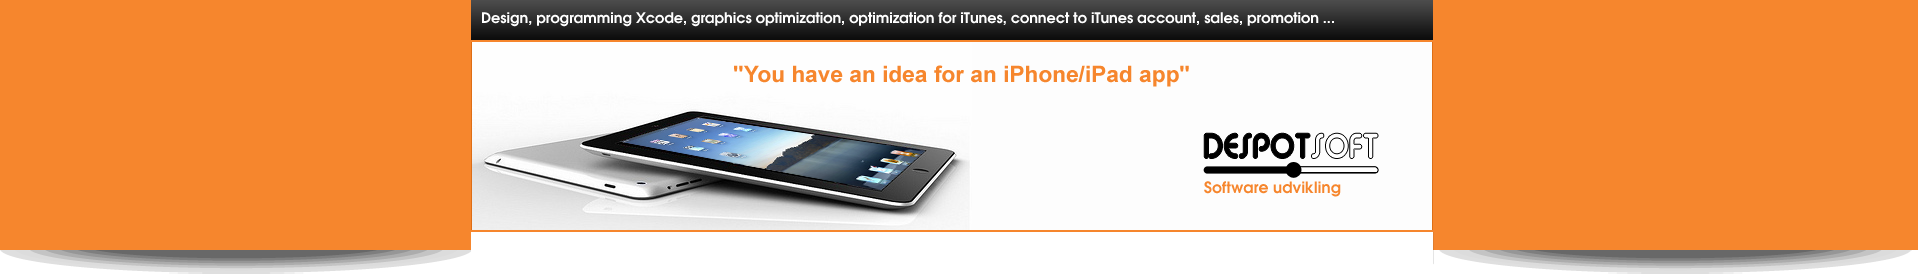 Design, programming Xcode, graphics optimization, optimization for iTunes, connect to iTunes account, sales, promotion ...
"You have an idea for an iPhone/iPad app"
DESPOTSOFT
Software udvikling